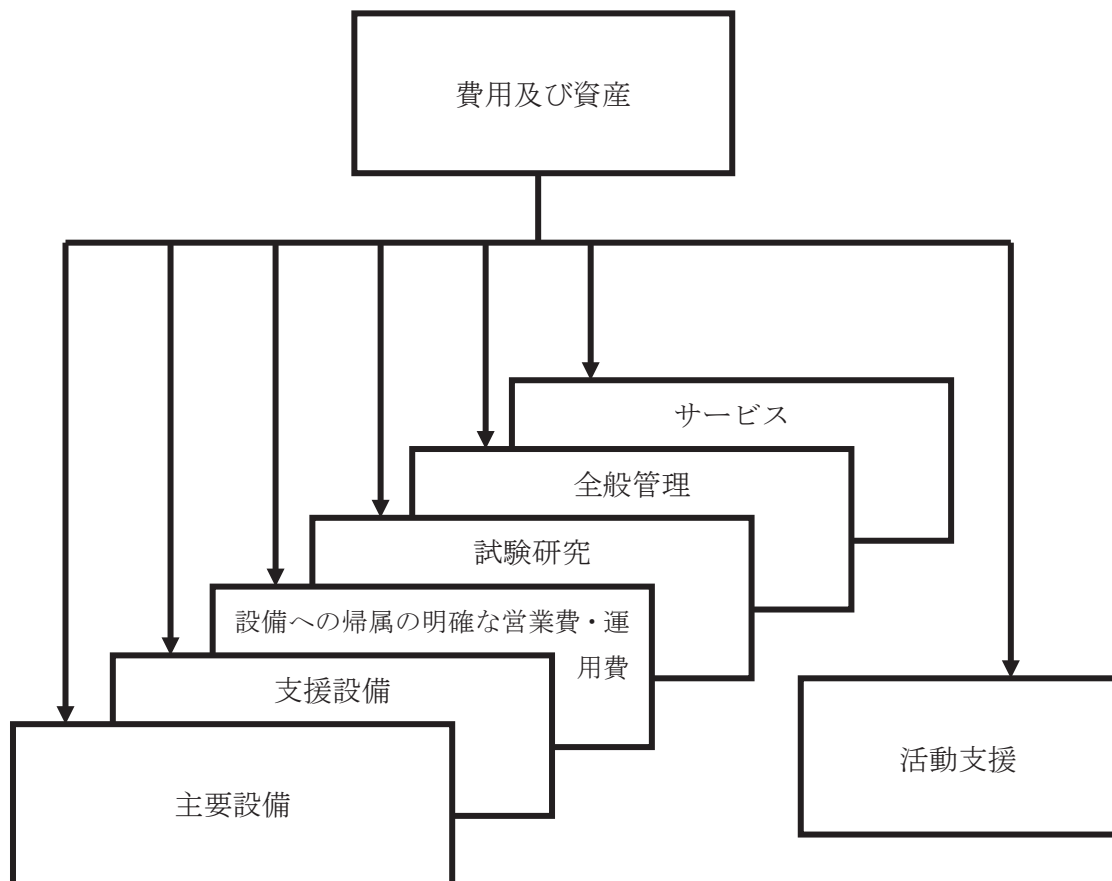 費用及び資産
サービス
全般管理
試験研究
設備への帰属の明確な営業費・運
用費
支援設備
主要設備
活動支援